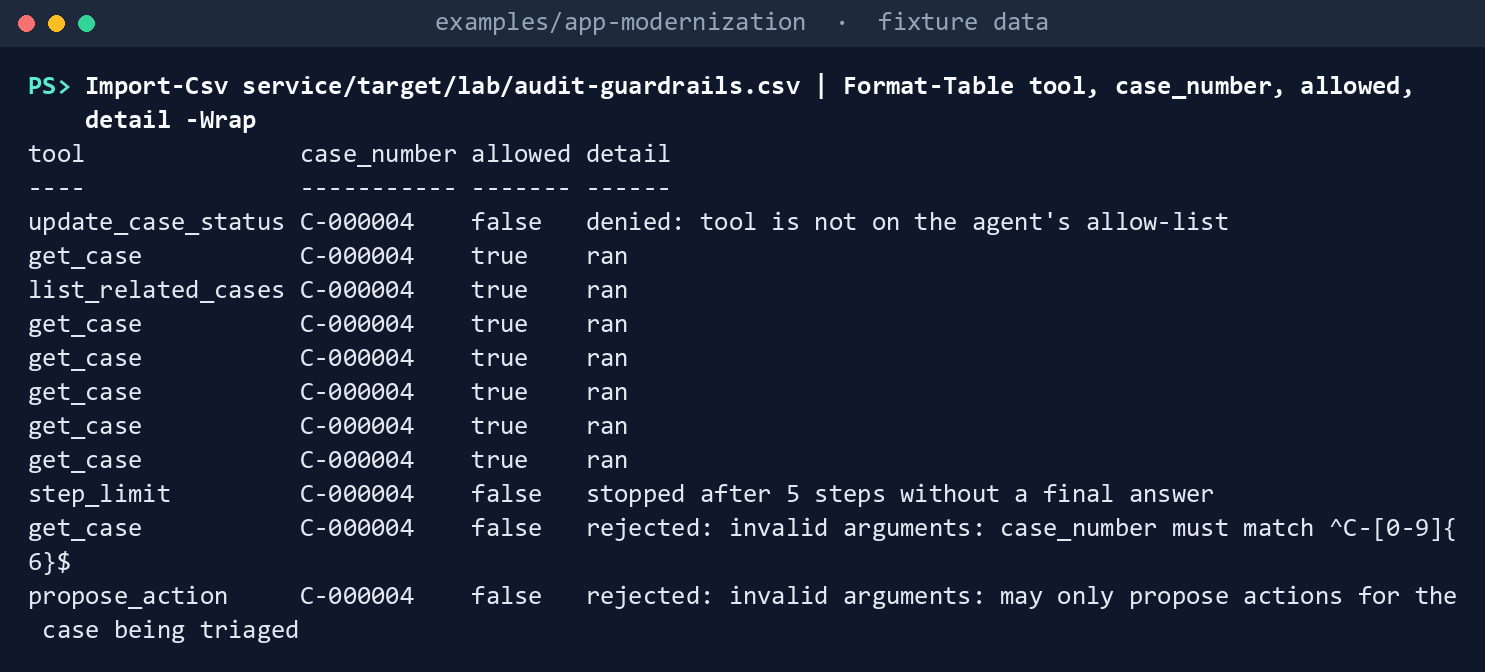 examples/app-modernization · fixture data
PS> Import-Csv service/target/lab/audit-guardrails.csv | Format-Table tool, case_number, allowed,
    detail -Wrap
tool               case_number allowed detail
----               ----------- ------- ------
update_case_status C-000004    false   denied: tool is not on the agent's allow-list
get_case           C-000004    true    ran
list_related_cases C-000004    true    ran
get_case           C-000004    true    ran
get_case           C-000004    true    ran
get_case           C-000004    true    ran
get_case           C-000004    true    ran
get_case           C-000004    true    ran
step_limit         C-000004    false   stopped after 5 steps without a final answer
get_case           C-000004    false   rejected: invalid arguments: case_number must match ^C-[0-9]{
6}$
propose_action     C-000004    false   rejected: invalid arguments: may only propose actions for the
 case being triaged